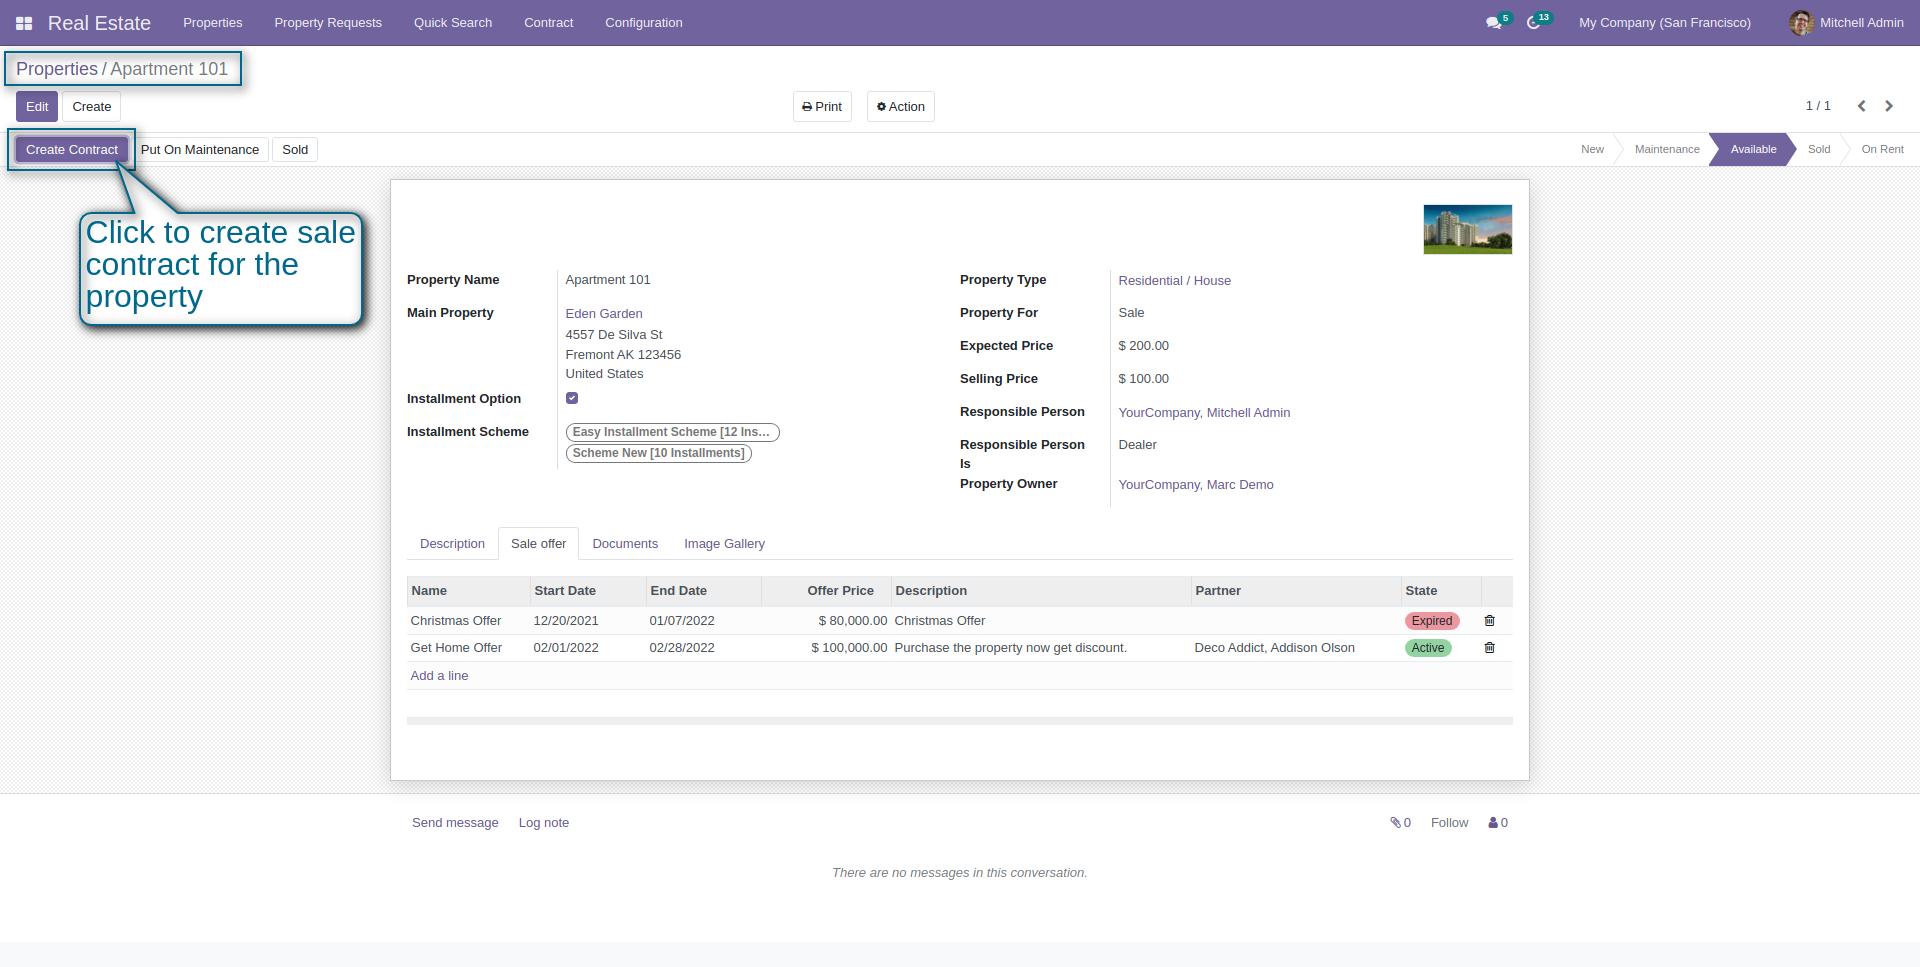 Real Estate Properties Property Requests Quick Search Contract Configuration 5 13 My Company (San Francisco) Mitchell Admin
Properties / Apartment 101
Edit Create Print Action 1 / 1
Create Contract Put On Maintenance Sold New Maintenance Available Sold On Rent
Click to create sale
contract for the
property
Property Name Apartment 101
Main Property Eden Garden
4557 De Silva St
Fremont AK 123456
United States
Installment Option
Installment Scheme Easy Installment Scheme [12 Ins...
Scheme New [10 Installments]
Property Type Residential / House
Property For Sale
Expected Price $ 200.00
Selling Price $ 100.00
Responsible Person YourCompany, Mitchell Admin
Responsible Person Dealer
Is
Property Owner YourCompany, Marc Demo
Description Sale offer Documents Image Gallery
Name Start Date End Date Offer Price Description Partner State
Christmas Offer 12/20/2021 01/07/2022 $ 80,000.00 Christmas Offer Expired
Get Home Offer 02/01/2022 02/28/2022 $ 100,000.00 Purchase the property now get discount. Deco Addict, Addison Olson Active
Add a line
Send message Log note 0 Follow 0
There are no messages in this conversation.